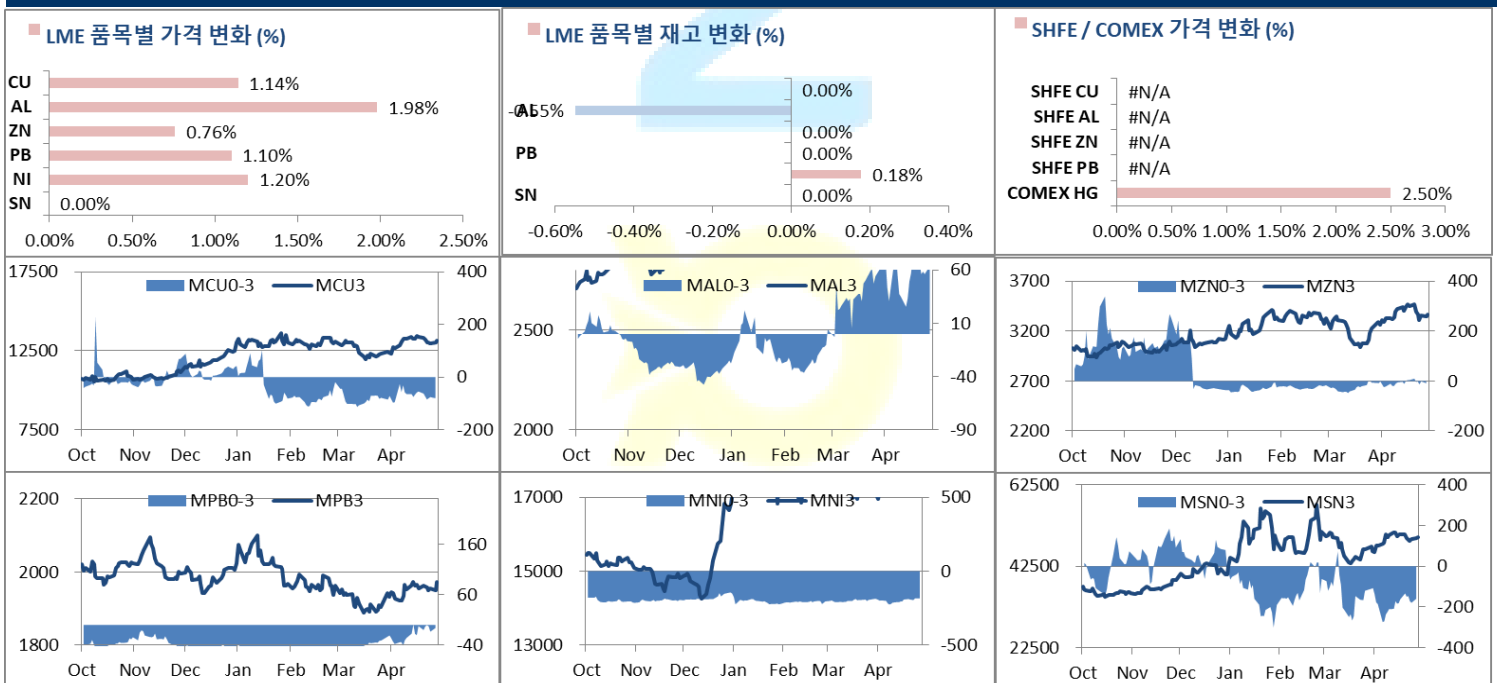 LME 품목별 가격 변화 (%)
CU 1.14%
AL 1.98%
ZN 0.76%
PB 1.10%
NI 1.20%
SN 0.00%
0.00% 0.50% 1.00% 1.50% 2.00% 2.50%
LME 품목별 재고 변화 (%)
0.00%
AL -0.55%
0.00%
PB 0.00%
0.18%
SN 0.00%
-0.60% -0.40% -0.20% 0.00% 0.20% 0.40%
SHFE / COMEX 가격 변화 (%)
SHFE CU #N/A
SHFE AL #N/A
SHFE ZN #N/A
SHFE PB #N/A
COMEX HG 2.50%
0.00% 0.50% 1.00% 1.50% 2.00% 2.50% 3.00%
MCU0-3 MCU3
17500 400
200
12500 0
7500 -200
Oct Nov Dec Jan Feb Mar Apr
MAL0-3 MAL3
60
2500 10
-40
2000 -90
Oct Nov Dec Jan Feb Mar Apr
MZN0-3 MZN3
3700 400
3200 200
2700 0
2200 -200
Oct Nov Dec Jan Feb Mar Apr
MPB0-3 MPB3
2200
160
2000
60
1800 -40
Oct Nov Dec Jan Feb Mar Apr
MNI0-3 MNI3
17000 500
15000 0
13000 -500
Oct Nov Dec Jan Feb Mar Apr
MSN0-3 MSN3
62500 400
200
42500 0
-200
22500 -400
Oct Nov Dec Jan Feb Mar Apr